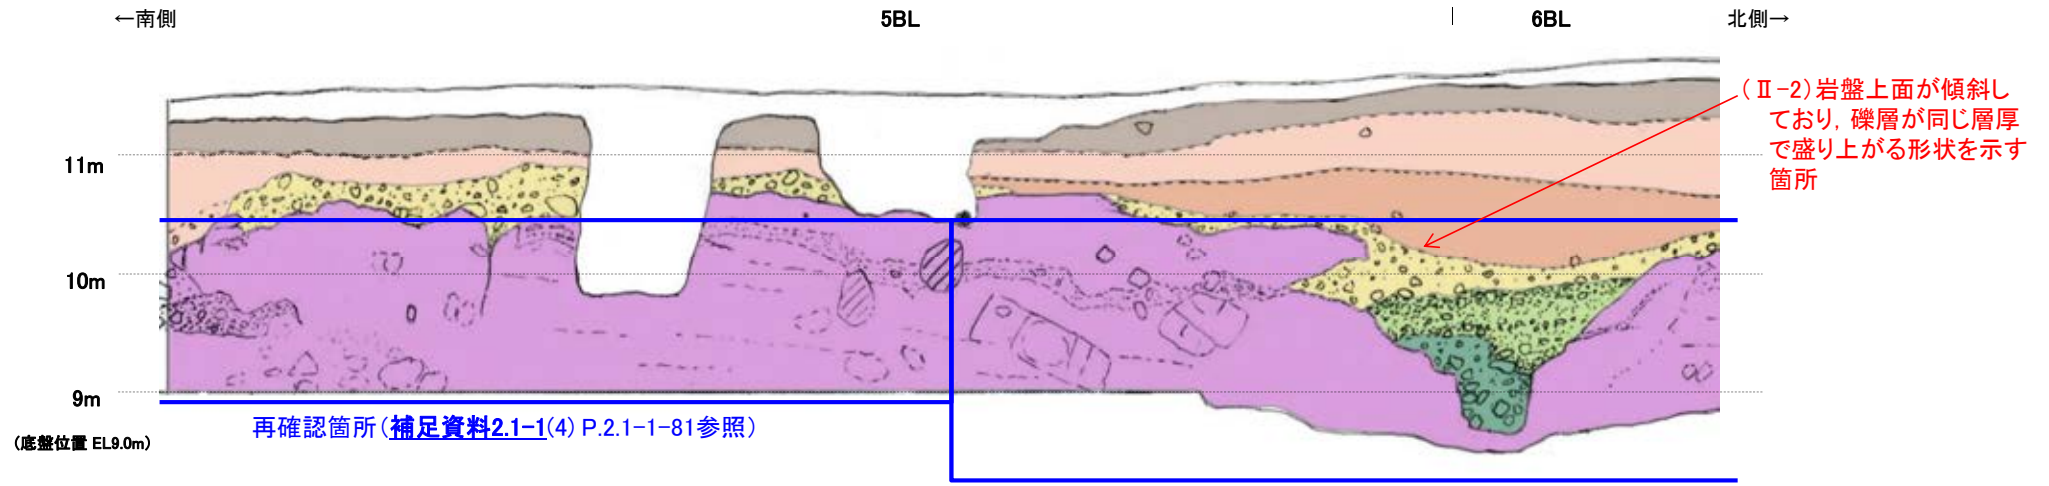 ←南側
5BL
6BL
北側→
(Ⅱ-2)岩盤上面が傾斜し
ており,礫層が同じ層厚
で盛り上がる形状を示す
箇所
11m
10m
9m
(底盤位置 EL9.0m)
再確認箇所(補足資料2.1-1(4) P.2.1-1-81参照)